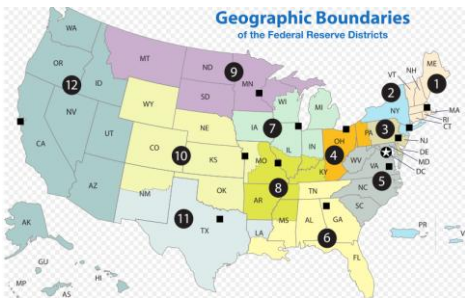 Geographic Boundaries
of the Federal Reserve Districts
WA
MT
ND
MN
VT
NH
ME
OR
ID
SD
WI
MI
NY
MA
RI
CT
WY
NE
IA
PA
NJ
NV
UT
CO
KS
IL
IN
OH
DE
MD
DC
CA
MO
KY
WV
VA
AZ
NM
OK
AR
TN
NC
SC
TX
LA
MS
AL
GA
FL
AK
HI
GU
MP
AS
PR
V
1
2
3
4
5
6
7
8
9
10
11
12